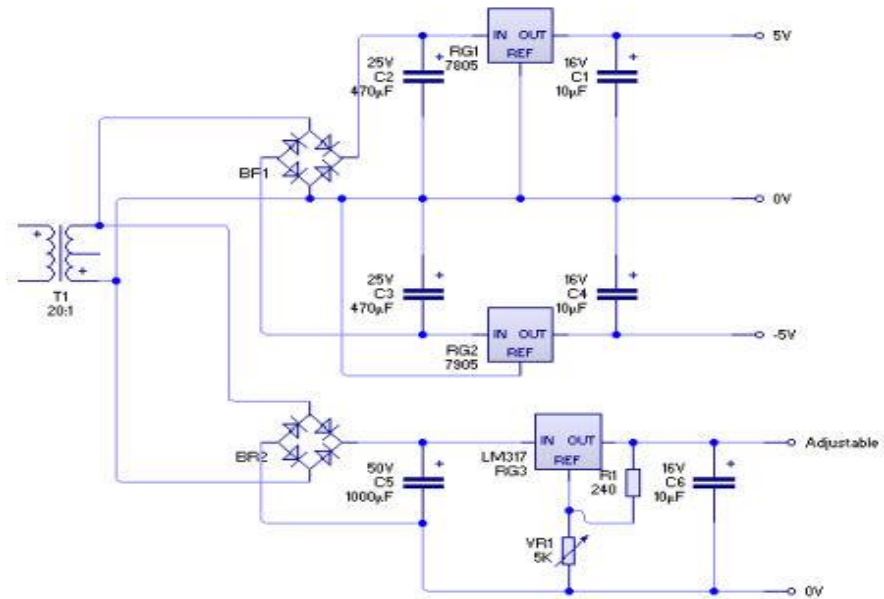 IN OUT
REF
RG1
7805
25V
C2
470µF
16V
C1
10µF
5V
BF1
0V
T1
20:1
25V
C3
470µF
IN OUT
REF
RG2
7905
16V
C4
10µF
-5V
BR2
50V
C5
1000µF
IN OUT
REF
LM317
RG3
R1
240
16V
C6
10µF
Adjustable
VR1
5K
0V